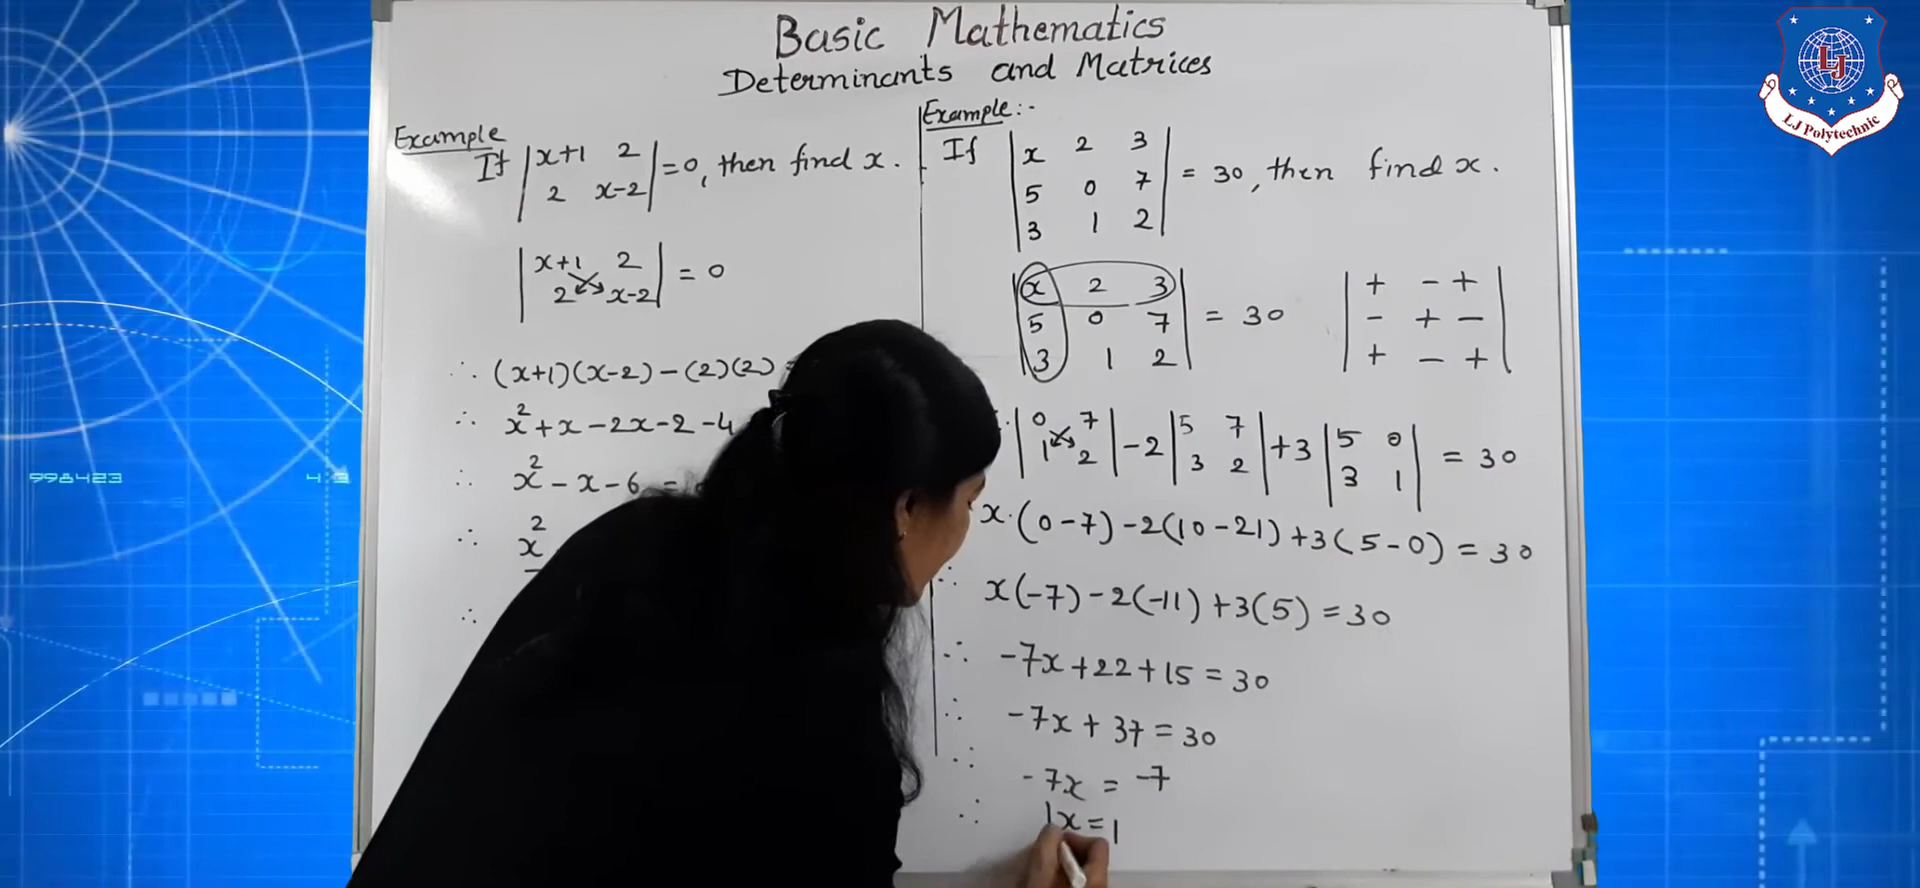 Basic Mathematics
Determinants and Matrices
LJ
LJ Polytechnic
Example
If | x+1 2 | = 0, then find x.
| 2 x-2 |
| x+1 2 | = 0
| 2 x-2 |
∴ (x+1)(x-2) - (2)(2) =
∴ x² + x - 2x - 2 - 4
∴ x² - x - 6 =
∴ x²
∴
Example:-
If | x 2 3 | = 30, then find x.
| 5 0 7 |
| 3 1 2 |
| x 2 3 |
| 5 0 7 | = 30
| 3 1 2 |
| + - + |
| - + - |
| + - + |
| 0 7 | - 2 | 5 7 | + 3 | 5 0 | = 30
| 1 2 | | 3 2 | | 3 1 |
x·(0-7) - 2(10-21) + 3(5-0) = 30
∴ x(-7) - 2(-11) + 3(5) = 30
∴ -7x + 22 + 15 = 30
∴ -7x + 37 = 30
∴ -7x = -7
∴ x = 1
998423
4 3